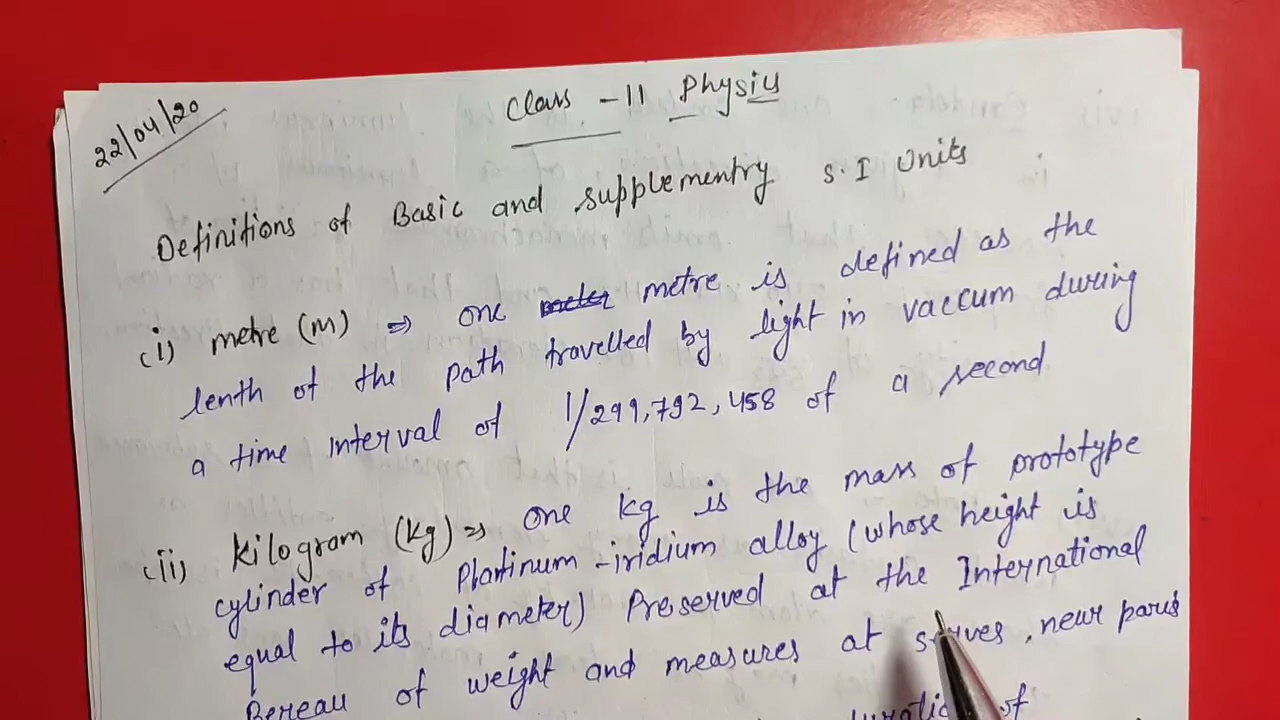 22/04/20
Class - 11 Physics
Definitions of Basic and supplementry S.I Units
(i) metre (m) ⇒ one metre is defined as the
lenth of the path travelled by light in vaccum during
a time interval of 1/299,792,458 of a second
(ii) Kilogram (kg) ⇒ one kg is the mass of prototype
cylinder of Platinum-iridium alloy (whose height is
equal to its diameter) Preserved at the International
Bereau of weight and measures at , near paris
of